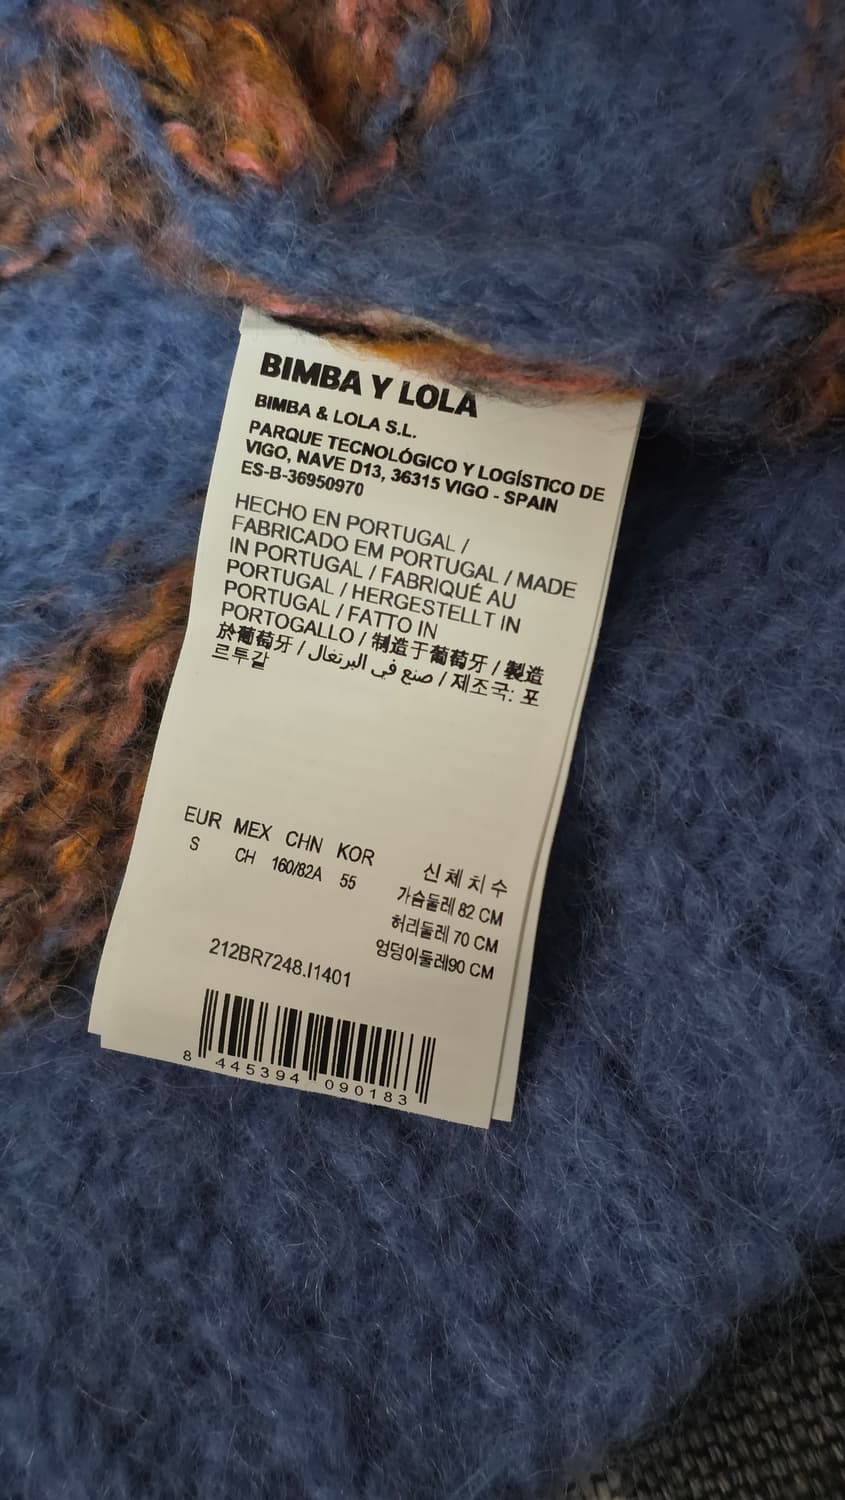 BIMBA Y LOLA
BIMBA & LOLA S.L.
PARQUE TECNOLÓGICO Y LOGÍSTICO DE
VIGO, NAVE D13, 36315 VIGO - SPAIN
ES-B-36950970
HECHO EN PORTUGAL /
FABRICADO EM PORTUGAL / MADE
IN PORTUGAL / FABRIQUÉ AU
PORTUGAL / HERGESTELLT IN
PORTUGAL / FATTO IN
PORTOGALLO / 制造于葡萄牙 / 製造
於葡萄牙 / صنع في البرتغال / 제조국: 포
르투갈
EUR MEX CHN KOR
S CH 160/82A 55
신체치수
가슴둘레 82 CM
허리둘레 70 CM
엉덩이둘레90 CM
212BR7248.I1401
8 445394 090183